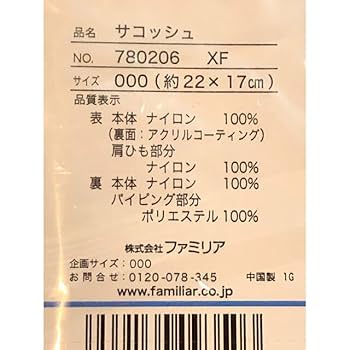 品名 サコッシュ
NO. 780206 XF
サイズ 000(約22×17㎝)
品質表示
表 本体 ナイロン 100%
(裏面:アクリルコーティング)
肩ひも部分
ナイロン 100%
裏 本体 ナイロン 100%
パイピング部分
ポリエステル100%
株式会社ファミリア
企画サイズ:000
お問合せ:0120-078-345 中国製 1G
www.familiar.co.jp